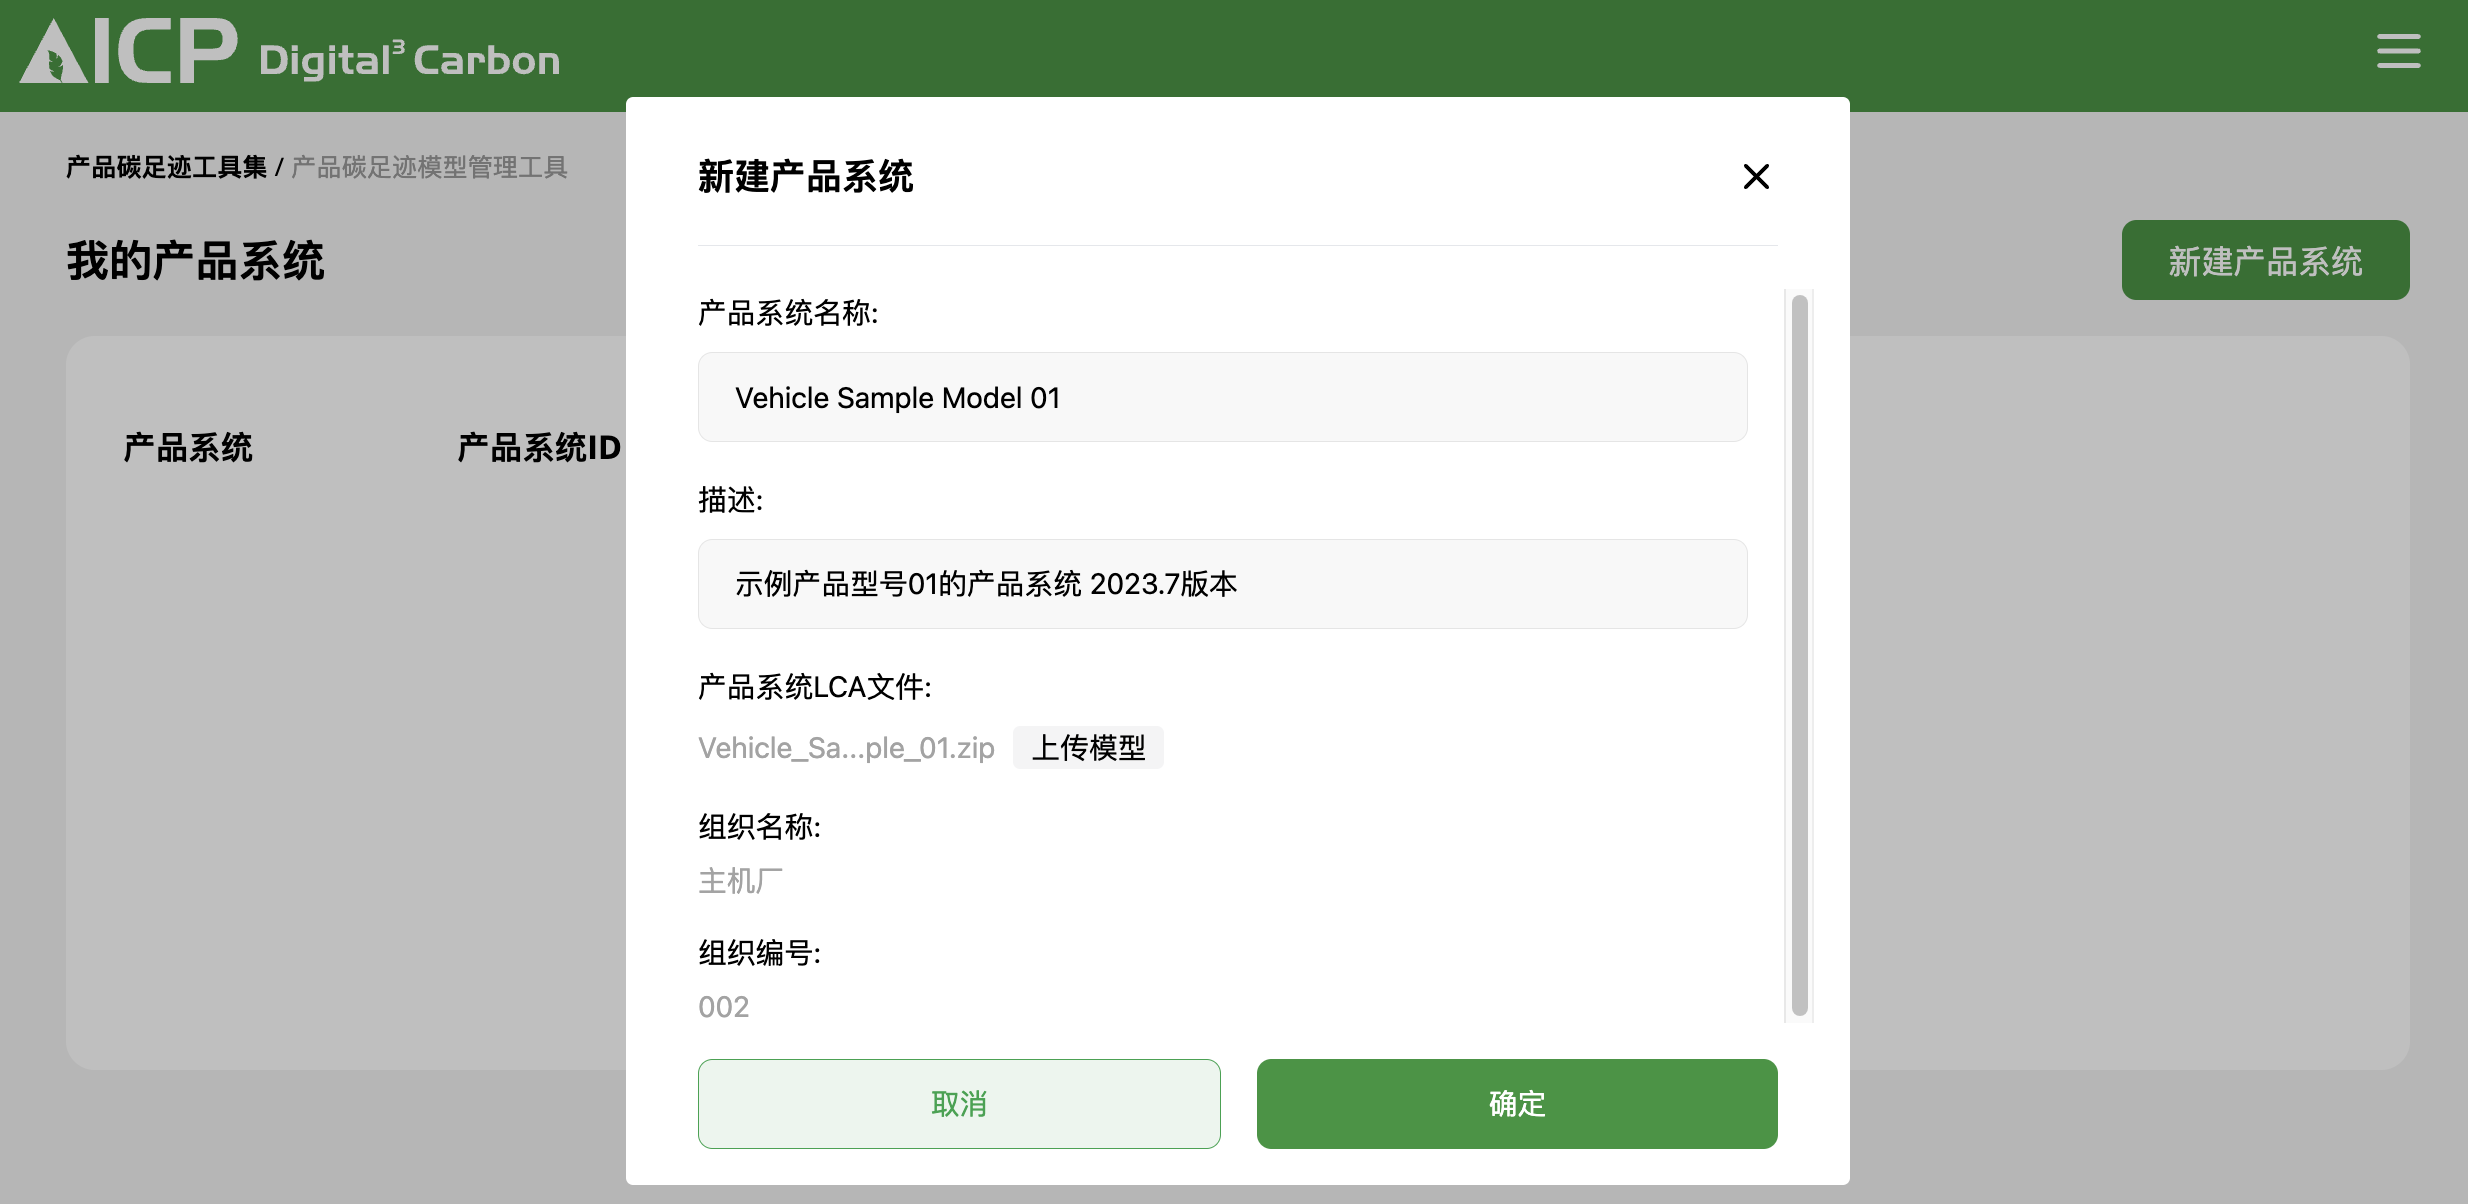 AICP Digital³ Carbon
产品碳足迹工具集 / 产品碳足迹模型管理工具
我的产品系统
新建产品系统
产品系统
产品系统ID
新建产品系统
产品系统名称:
Vehicle Sample Model 01
描述:
示例产品型号01的产品系统 2023.7版本
产品系统LCA文件:
Vehicle_Sa...ple_01.zip 上传模型
组织名称:
主机厂
组织编号:
002
取消 确定